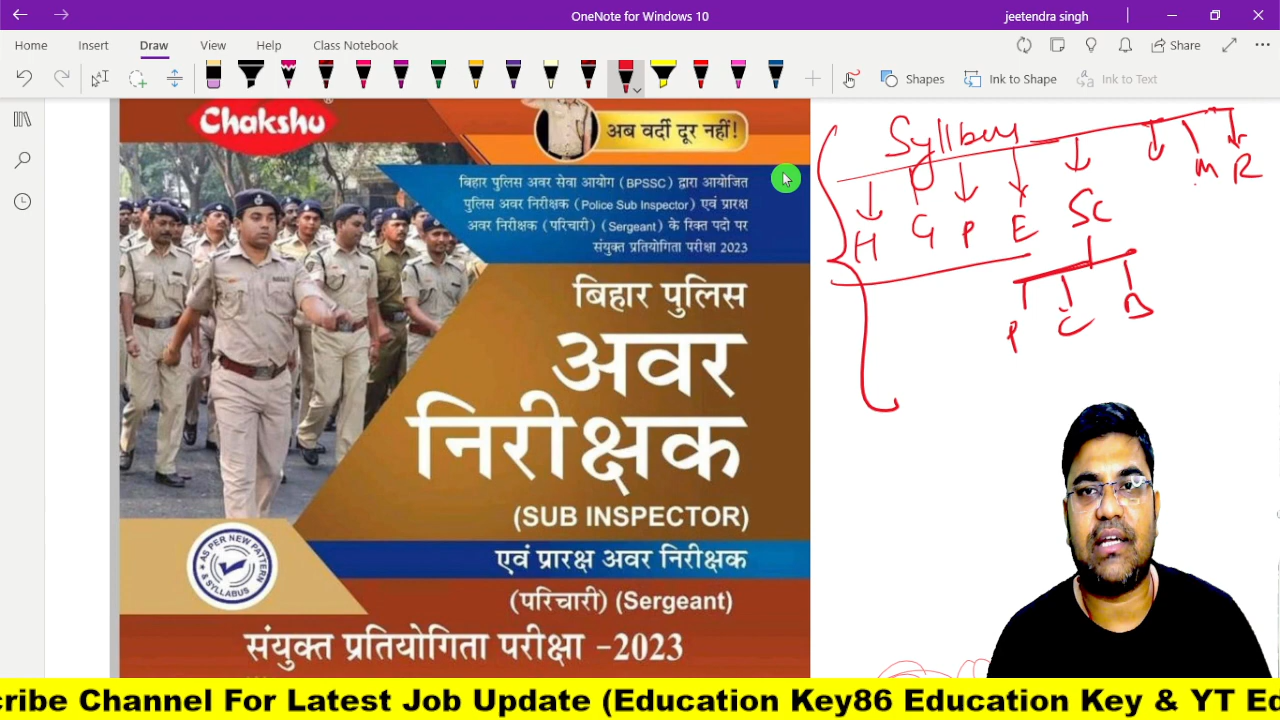 OneNote for Windows 10
jeetendra singh
Home Insert Draw View Help Class Notebook
Share
Shapes
Ink to Shape
Ink to Text
Chakshu
®
अब वर्दी दूर नहीं!
बिहार पुलिस अवर सेवा आयोग (BPSSC) द्वारा आयोजित
पुलिस अवर निरीक्षक (Police Sub Inspector) एवं प्रारक्ष
अवर निरीक्षक (परिचारी) (Sergeant) के रिक्त पदों पर
संयुक्त प्रतियोगिता परीक्षा 2023
बिहार पुलिस
अवर
निरीक्षक
(SUB INSPECTOR)
एवं प्रारक्ष अवर निरीक्षक
(परिचारी) (Sergeant)
संयुक्त प्रतियोगिता परीक्षा -2023
AS PER NEW PATTERN
& SYLLABUS
Syllbus
H G P E SC M R
P C B
cribe Channel For Latest Job Update (Education Key86 Education Key & YT Ed